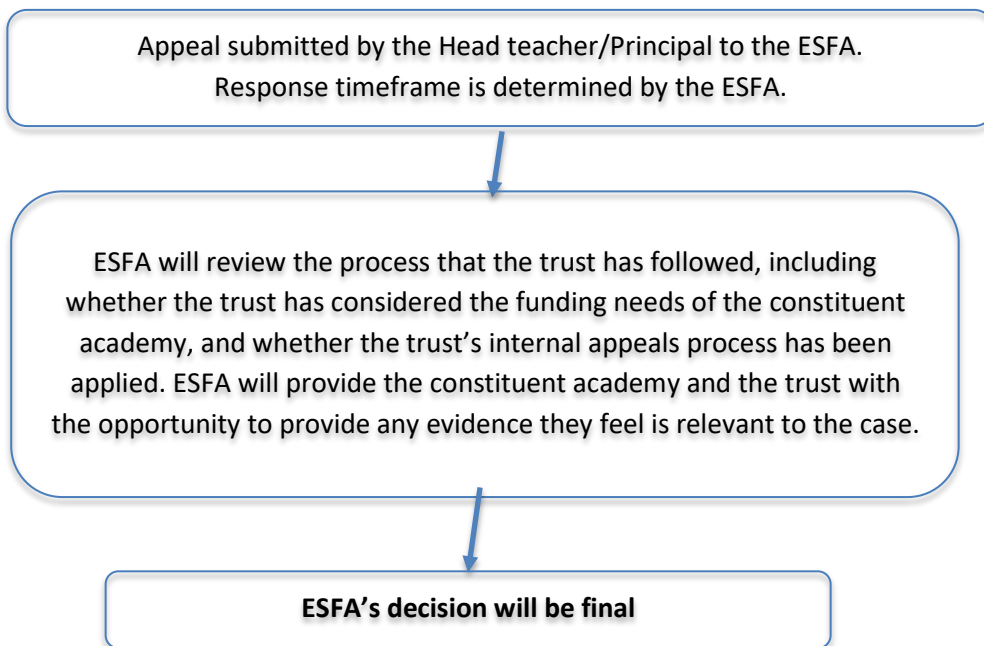 Appeal submitted by the Head teacher/Principal to the ESFA.
Response timeframe is determined by the ESFA.
ESFA will review the process that the trust has followed, including
whether the trust has considered the funding needs of the constituent
academy, and whether the trust’s internal appeals process has been
applied. ESFA will provide the constituent academy and the trust with
the opportunity to provide any evidence they feel is relevant to the case.
ESFA’s decision will be final